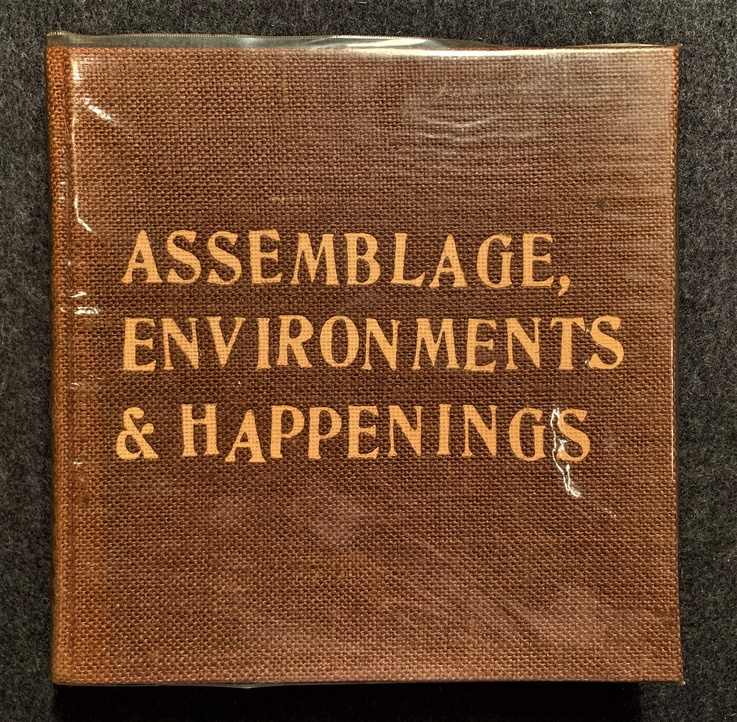 ASSEMBLAGE,
ENVIRONMENTS
& HAPPENINGS